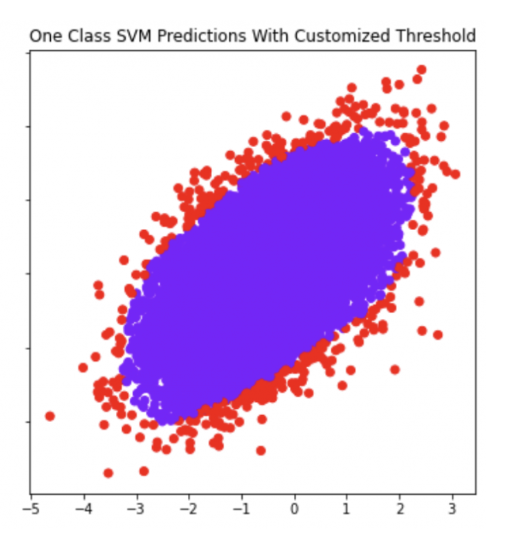 One Class SVM Predictions With Customized Threshold
−5 −4 −3 −2 −1 0 1 2 3